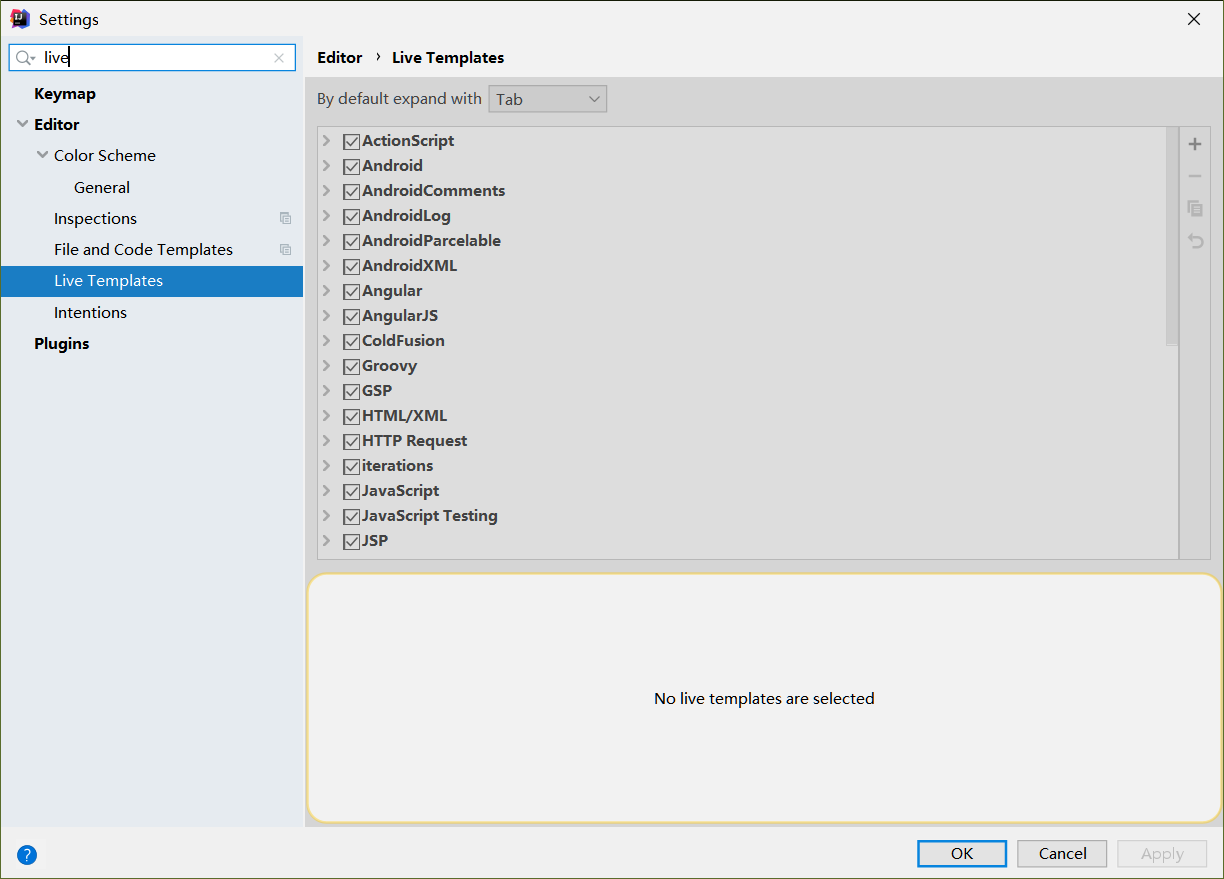 Settings
live
Keymap
Editor
Color Scheme
General
Inspections
File and Code Templates
Live Templates
Intentions
Plugins
Editor › Live Templates
By default expand with Tab
ActionScript
Android
AndroidComments
AndroidLog
AndroidParcelable
AndroidXML
Angular
AngularJS
ColdFusion
Groovy
GSP
HTML/XML
HTTP Request
iterations
JavaScript
JavaScript Testing
JSP
No live templates are selected
? OK Cancel Apply